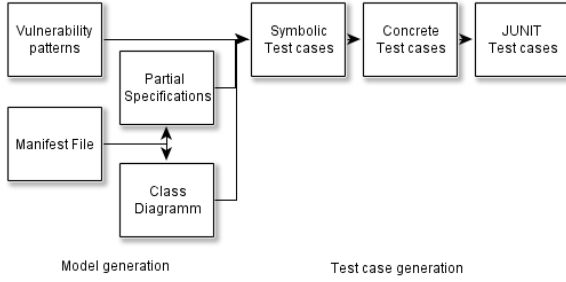 Vulnerability
patterns
Symbolic
Test cases
Concrete
Test cases
JUNIT
Test cases
Partial
Specifications
Manifest File
Class
Diagramm
Model generation
Test case generation